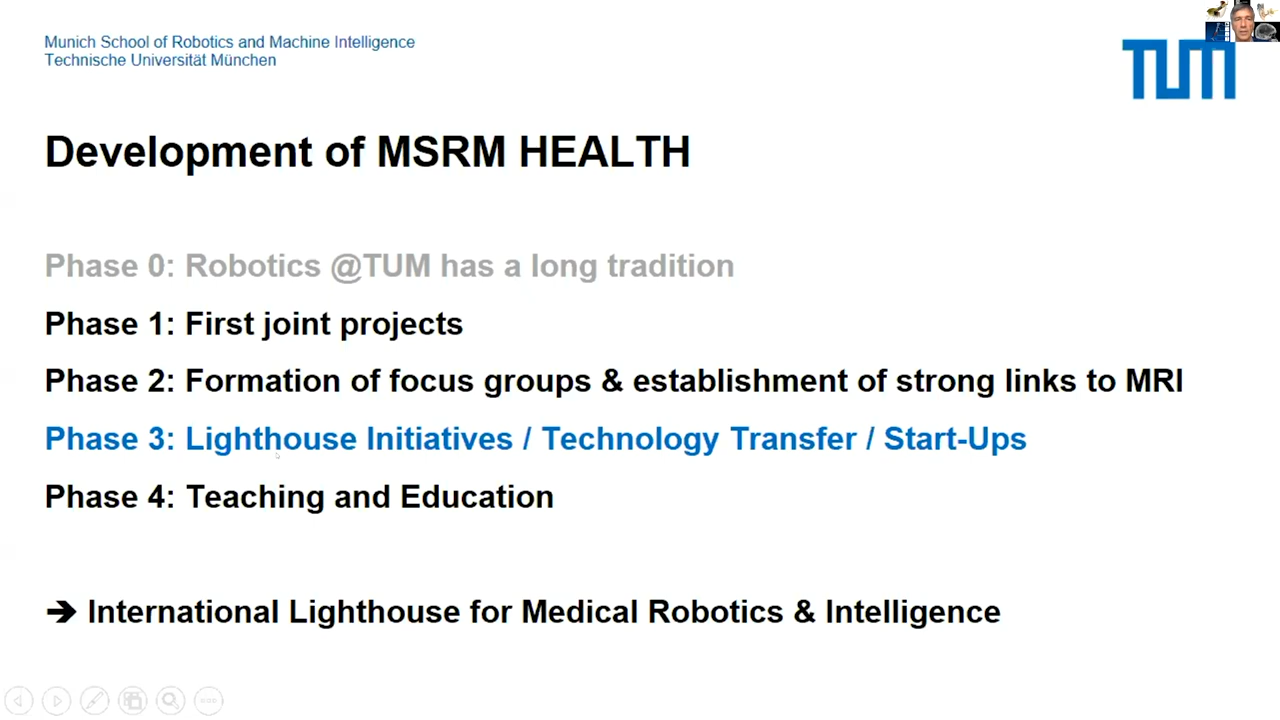 Munich School of Robotics and Machine Intelligence
Technische Universität München
TUM
Development of MSRM HEALTH
Phase 0: Robotics @TUM has a long tradition
Phase 1: First joint projects
Phase 2: Formation of focus groups & establishment of strong links to MRI
Phase 3: Lighthouse Initiatives / Technology Transfer / Start-Ups
Phase 4: Teaching and Education
➔ International Lighthouse for Medical Robotics & Intelligence